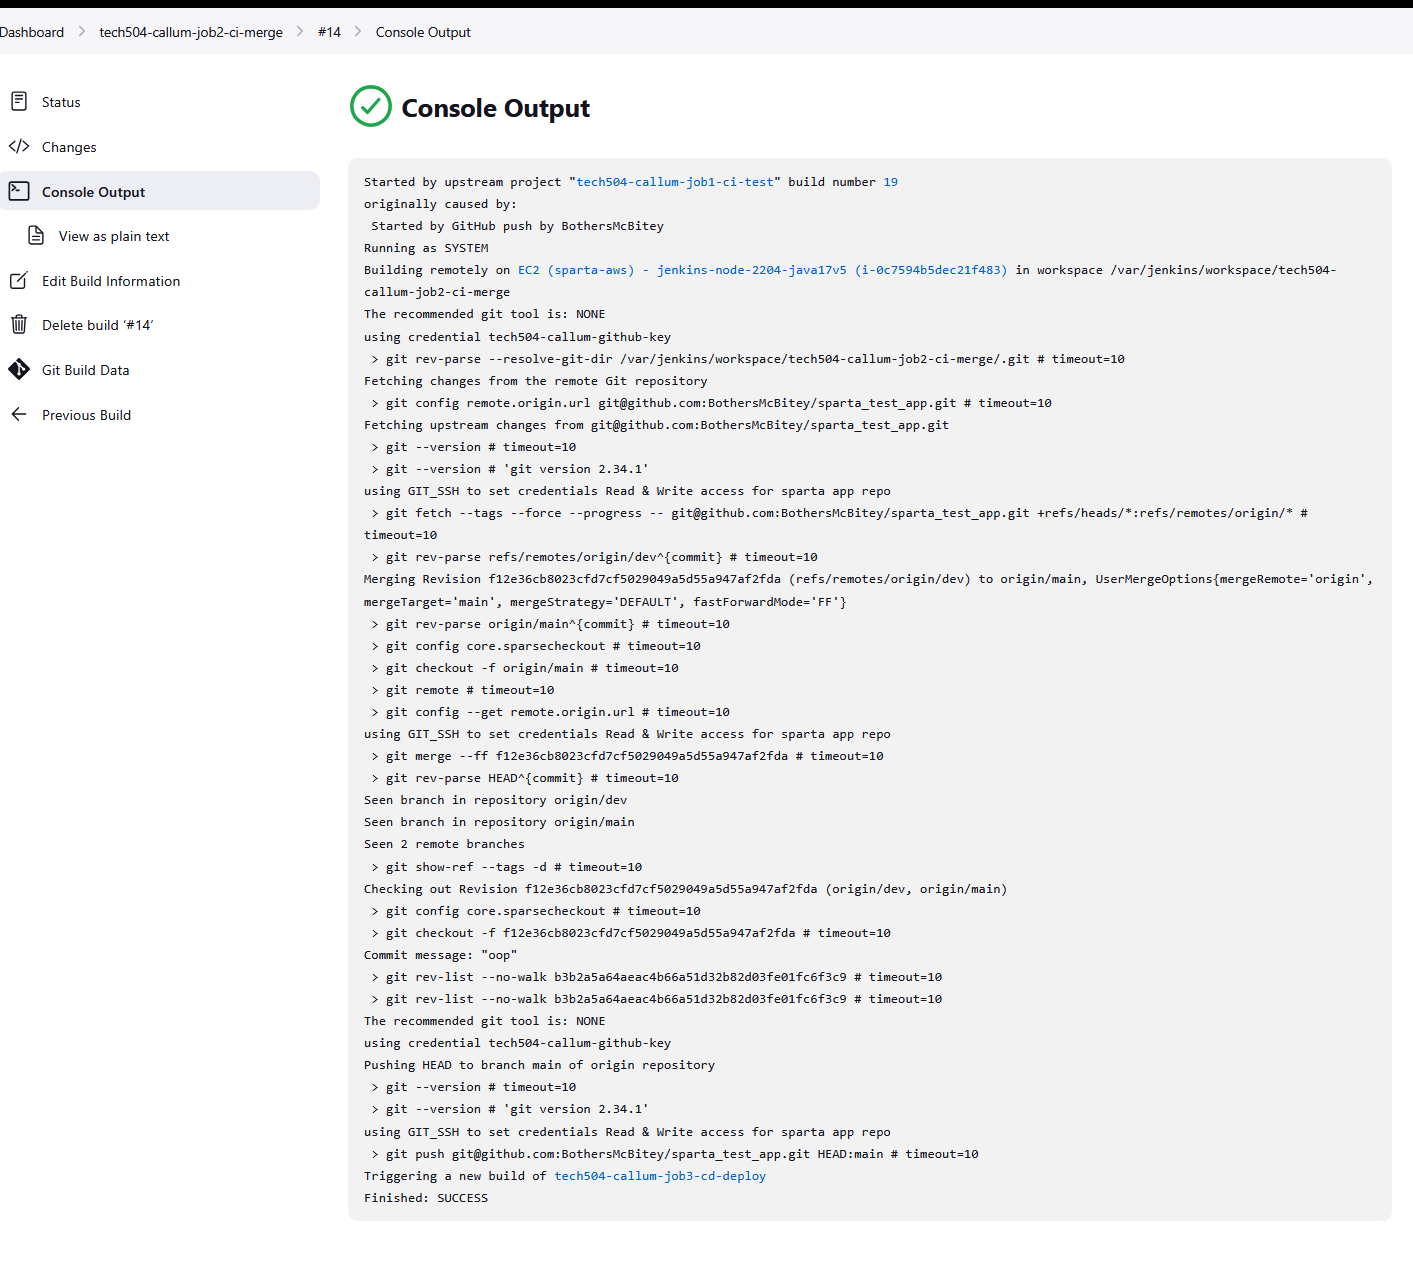 Dashboard > tech504-callum-job2-ci-merge > #14 > Console Output
Status
Changes
Console Output
View as plain text
Edit Build Information
Delete build ‘#14’
Git Build Data
Previous Build
Console Output
Started by upstream project "tech504-callum-job1-ci-test" build number 19
originally caused by:
 Started by GitHub push by BothersMcBitey
Running as SYSTEM
Building remotely on EC2 (sparta-aws) - jenkins-node-2204-java17v5 (i-0c7594b5dec21f483) in workspace /var/jenkins/workspace/tech504-
callum-job2-ci-merge
The recommended git tool is: NONE
using credential tech504-callum-github-key
 > git rev-parse --resolve-git-dir /var/jenkins/workspace/tech504-callum-job2-ci-merge/.git # timeout=10
Fetching changes from the remote Git repository
 > git config remote.origin.url git@github.com:BothersMcBitey/sparta_test_app.git # timeout=10
Fetching upstream changes from git@github.com:BothersMcBitey/sparta_test_app.git
 > git --version # timeout=10
 > git --version # 'git version 2.34.1'
using GIT_SSH to set credentials Read & Write access for sparta app repo
 > git fetch --tags --force --progress -- git@github.com:BothersMcBitey/sparta_test_app.git +refs/heads/*:refs/remotes/origin/* #
timeout=10
 > git rev-parse refs/remotes/origin/dev^{commit} # timeout=10
Merging Revision f12e36cb8023cfd7cf5029049a5d55a947af2fda (refs/remotes/origin/dev) to origin/main, UserMergeOptions{mergeRemote='origin',
mergeTarget='main', mergeStrategy='DEFAULT', fastForwardMode='FF'}
 > git rev-parse origin/main^{commit} # timeout=10
 > git config core.sparsecheckout # timeout=10
 > git checkout -f origin/main # timeout=10
 > git remote # timeout=10
 > git config --get remote.origin.url # timeout=10
using GIT_SSH to set credentials Read & Write access for sparta app repo
 > git merge --ff f12e36cb8023cfd7cf5029049a5d55a947af2fda # timeout=10
 > git rev-parse HEAD^{commit} # timeout=10
Seen branch in repository origin/dev
Seen branch in repository origin/main
Seen 2 remote branches
 > git show-ref --tags -d # timeout=10
Checking out Revision f12e36cb8023cfd7cf5029049a5d55a947af2fda (origin/dev, origin/main)
 > git config core.sparsecheckout # timeout=10
 > git checkout -f f12e36cb8023cfd7cf5029049a5d55a947af2fda # timeout=10
Commit message: "oop"
 > git rev-list --no-walk b3b2a5a64aeac4b66a51d32b82d03fe01fc6f3c9 # timeout=10
 > git rev-list --no-walk b3b2a5a64aeac4b66a51d32b82d03fe01fc6f3c9 # timeout=10
The recommended git tool is: NONE
using credential tech504-callum-github-key
Pushing HEAD to branch main of origin repository
 > git --version # timeout=10
 > git --version # 'git version 2.34.1'
using GIT_SSH to set credentials Read & Write access for sparta app repo
 > git push git@github.com:BothersMcBitey/sparta_test_app.git HEAD:main # timeout=10
Triggering a new build of tech504-callum-job3-cd-deploy
Finished: SUCCESS